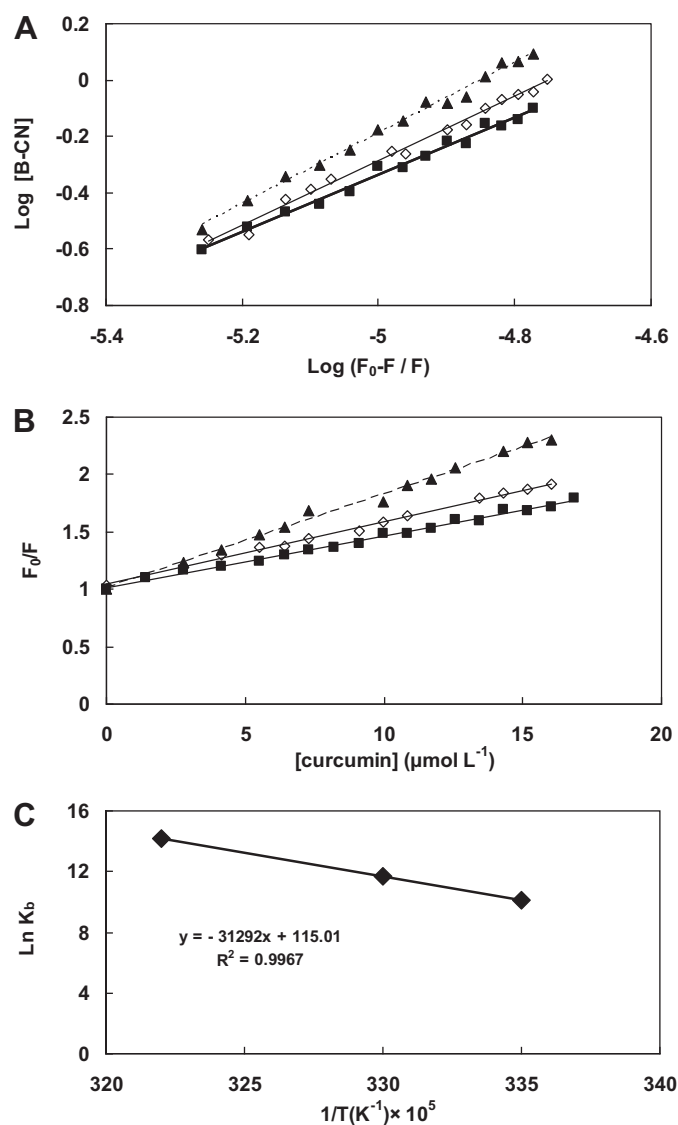 A
0.2
0
-0.2
-0.4
-0.6
-0.8
Log [B-CN]
-5.4 -5.2 -5 -4.8 -4.6
Log (F₀-F / F)
B
2.5
2
1.5
1
0.5
0
F₀/F
0 5 10 15 20
[curcumin] (µmol L⁻¹)
C
16
12
8
4
0
Ln K_b
y = - 31292x + 115.01
R² = 0.9967
320 325 330 335 340
1/T(K⁻¹)× 10⁵